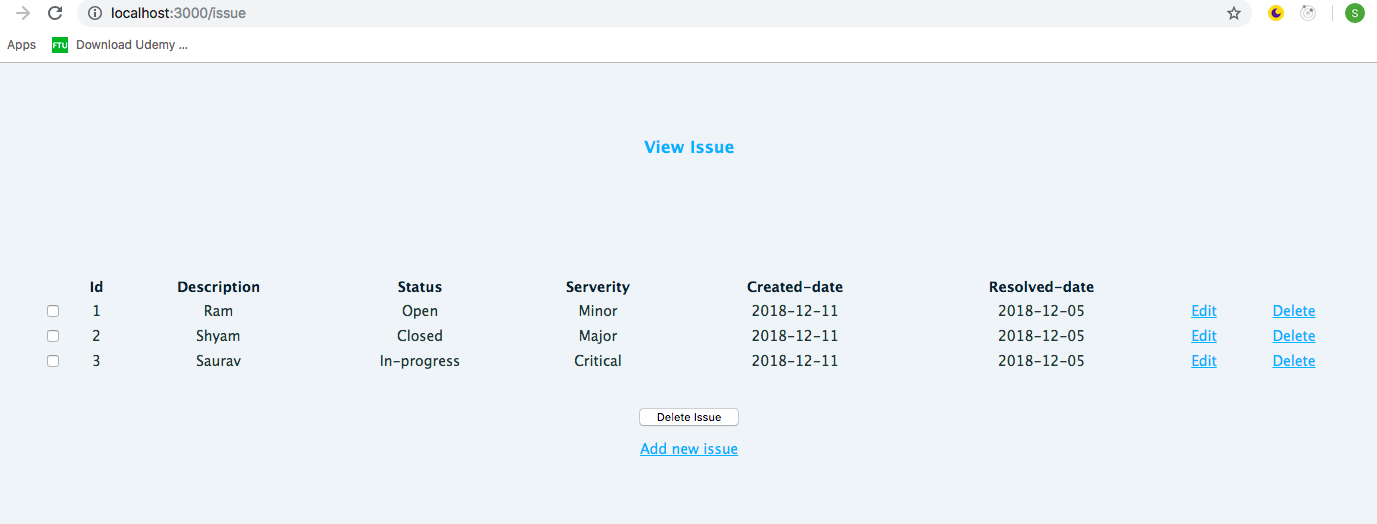 localhost:3000/issue
S
Apps FTU Download Udemy ...
View Issue
Id Description Status Serverity Created-date Resolved-date
1 Ram Open Minor 2018-12-11 2018-12-05 Edit Delete
2 Shyam Closed Major 2018-12-11 2018-12-05 Edit Delete
3 Saurav In-progress Critical 2018-12-11 2018-12-05 Edit Delete
Delete Issue
Add new issue